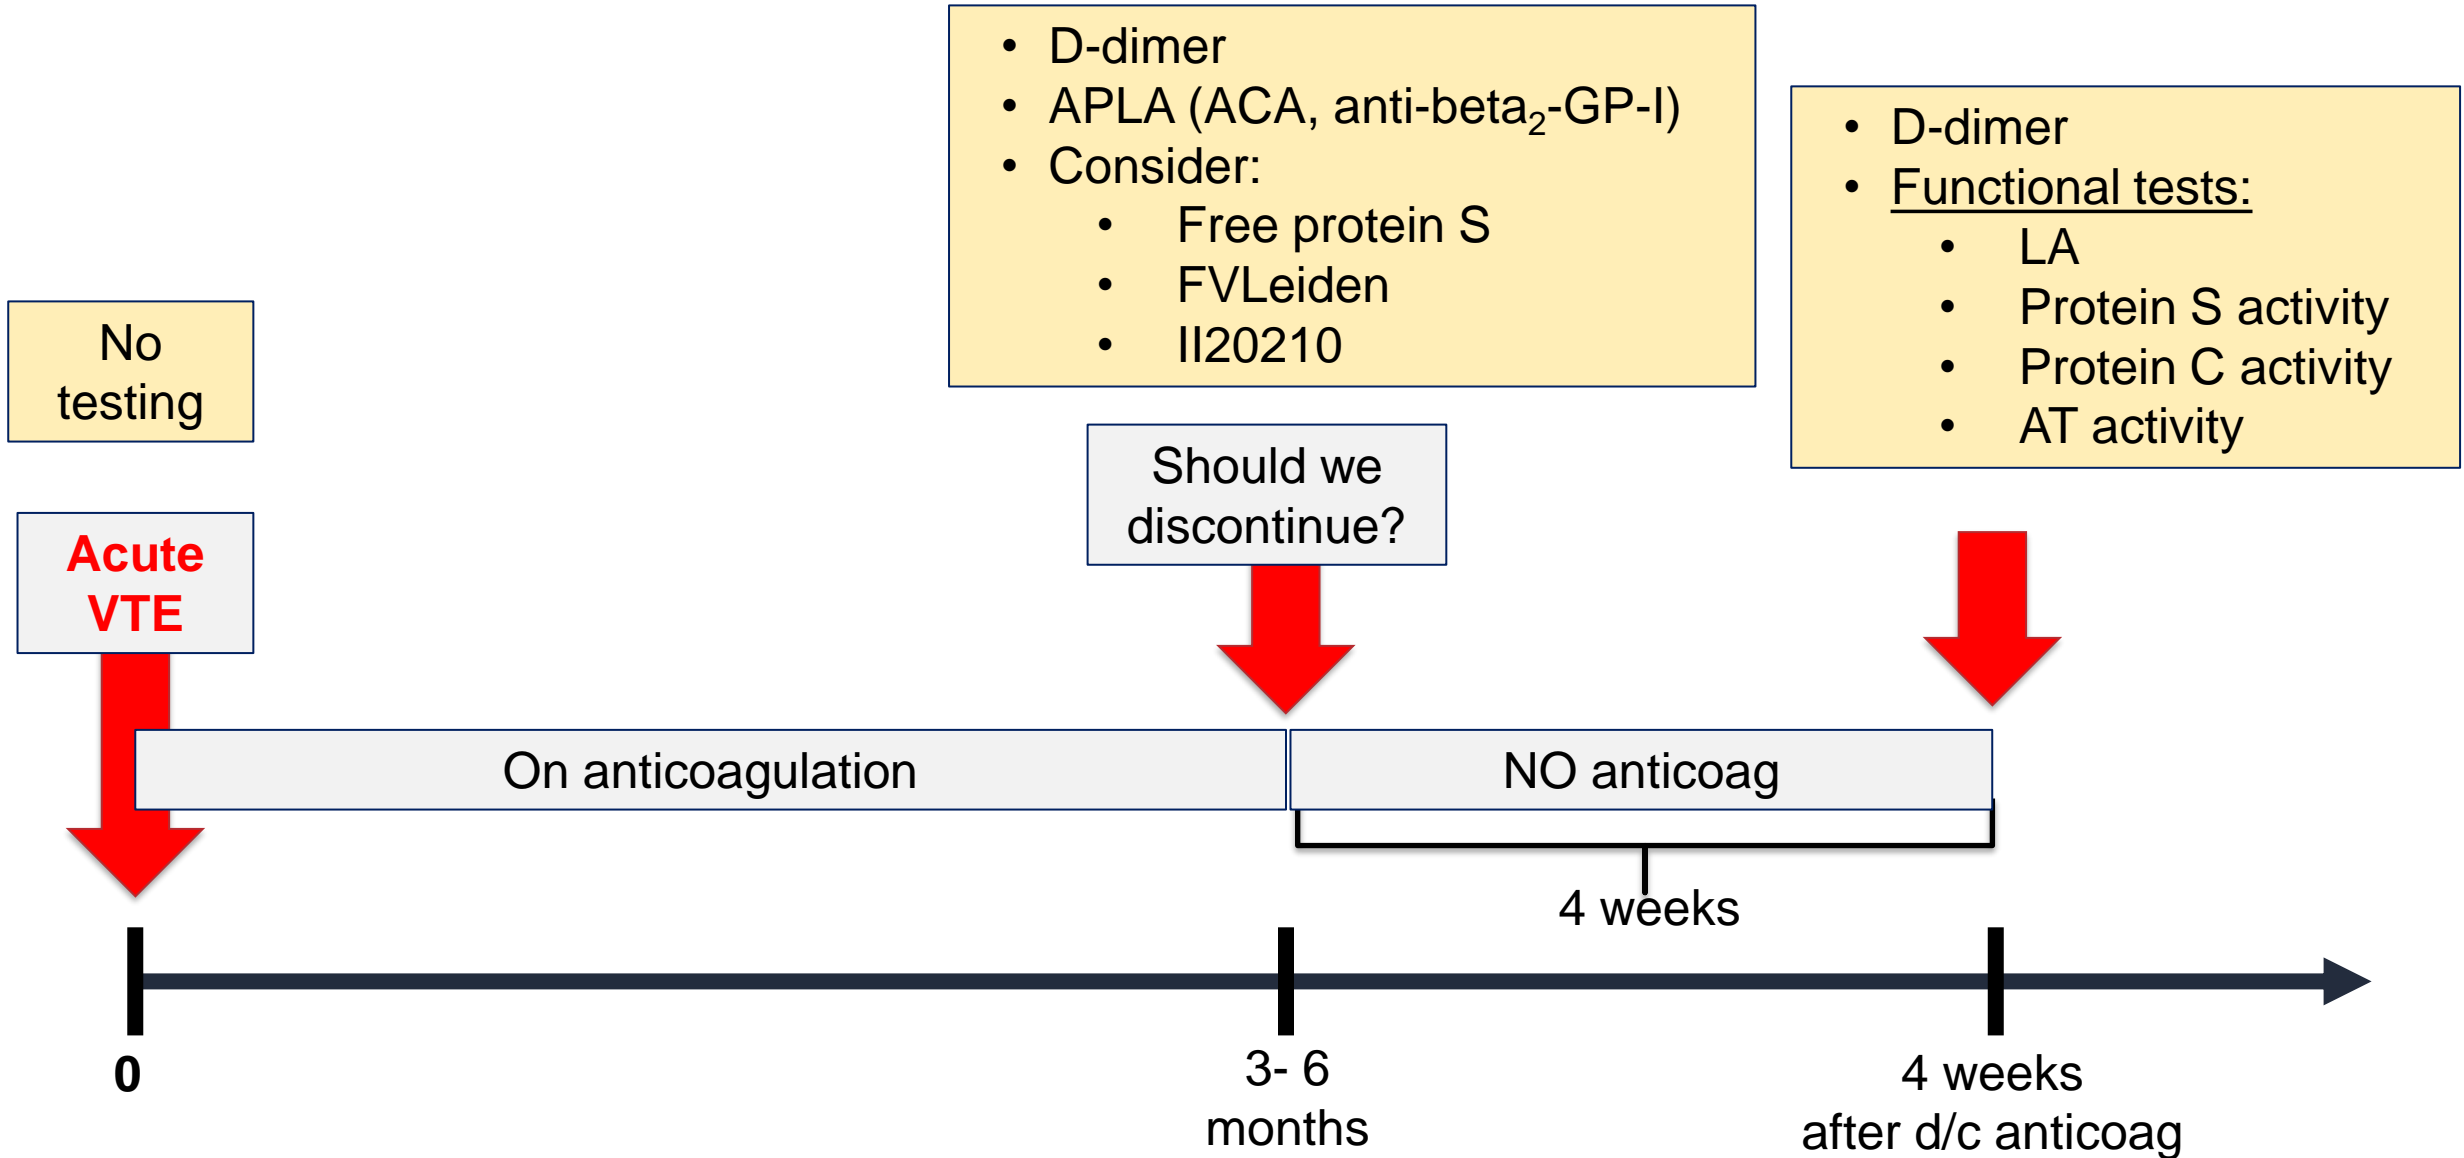 No
testing
Acute
VTE
• D-dimer
• APLA (ACA, anti-beta₂-GP-I)
• Consider:
• Free protein S
• FVLeiden
• II20210
Should we
discontinue?
• D-dimer
• Functional tests:
• LA
• Protein S activity
• Protein C activity
• AT activity
On anticoagulation
NO anticoag
4 weeks
0
3- 6
months
4 weeks
after d/c anticoag